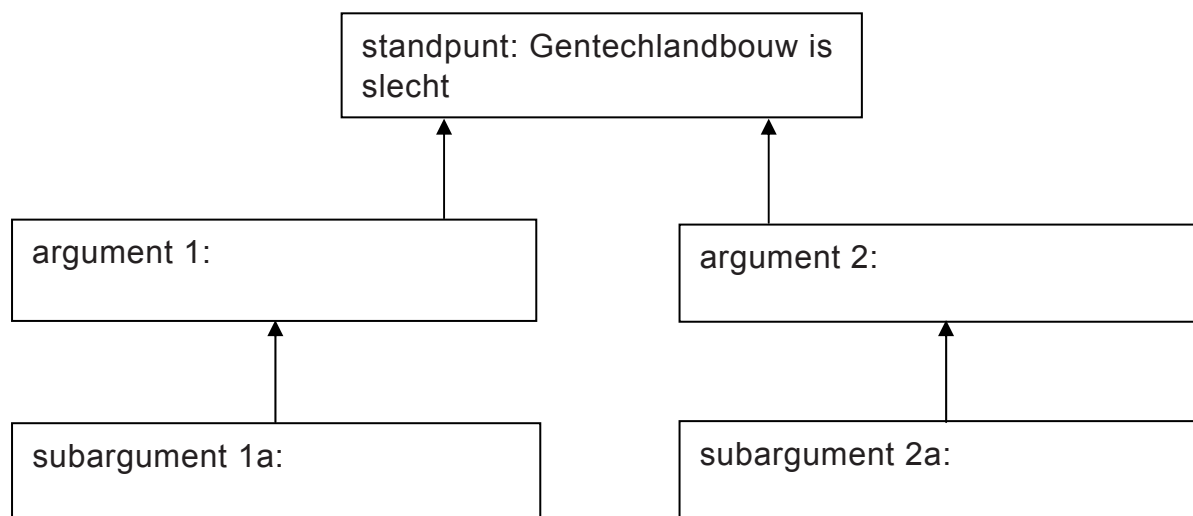 standpunt: Gentechlandbouw is
slecht
argument 1:
argument 2:
subargument 1a:
subargument 2a: